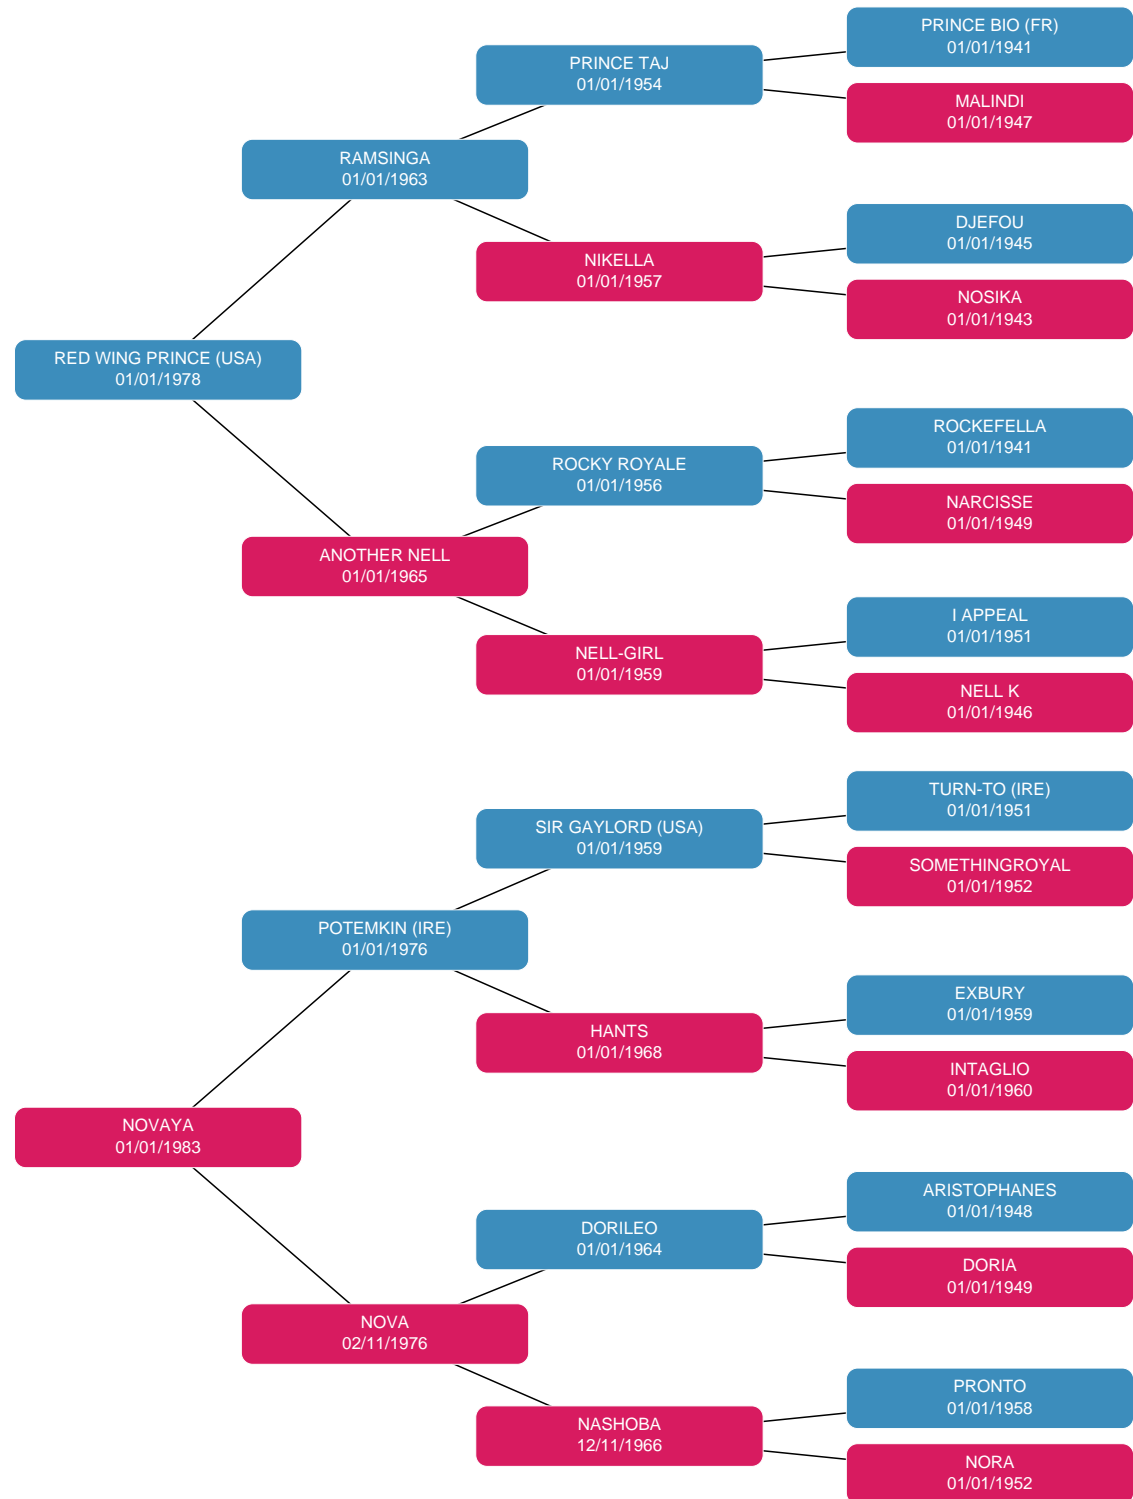 PRINCE BIO (FR)
01/01/1941
PRINCE TAJ
01/01/1954
MALINDI
01/01/1947
RAMSINGA
01/01/1963
DJEFOU
01/01/1945
NIKELLA
01/01/1957
NOSIKA
01/01/1943
RED WING PRINCE (USA)
01/01/1978
ROCKEFELLA
01/01/1941
ROCKY ROYALE
01/01/1956
NARCISSE
01/01/1949
ANOTHER NELL
01/01/1965
I APPEAL
01/01/1951
NELL-GIRL
01/01/1959
NELL K
01/01/1946
TURN-TO (IRE)
01/01/1951
SIR GAYLORD (USA)
01/01/1959
SOMETHINGROYAL
01/01/1952
POTEMKIN (IRE)
01/01/1976
EXBURY
01/01/1959
HANTS
01/01/1968
INTAGLIO
01/01/1960
NOVAYA
01/01/1983
ARISTOPHANES
01/01/1948
DORILEO
01/01/1964
DORIA
01/01/1949
NOVA
02/11/1976
PRONTO
01/01/1958
NASHOBA
12/11/1966
NORA
01/01/1952